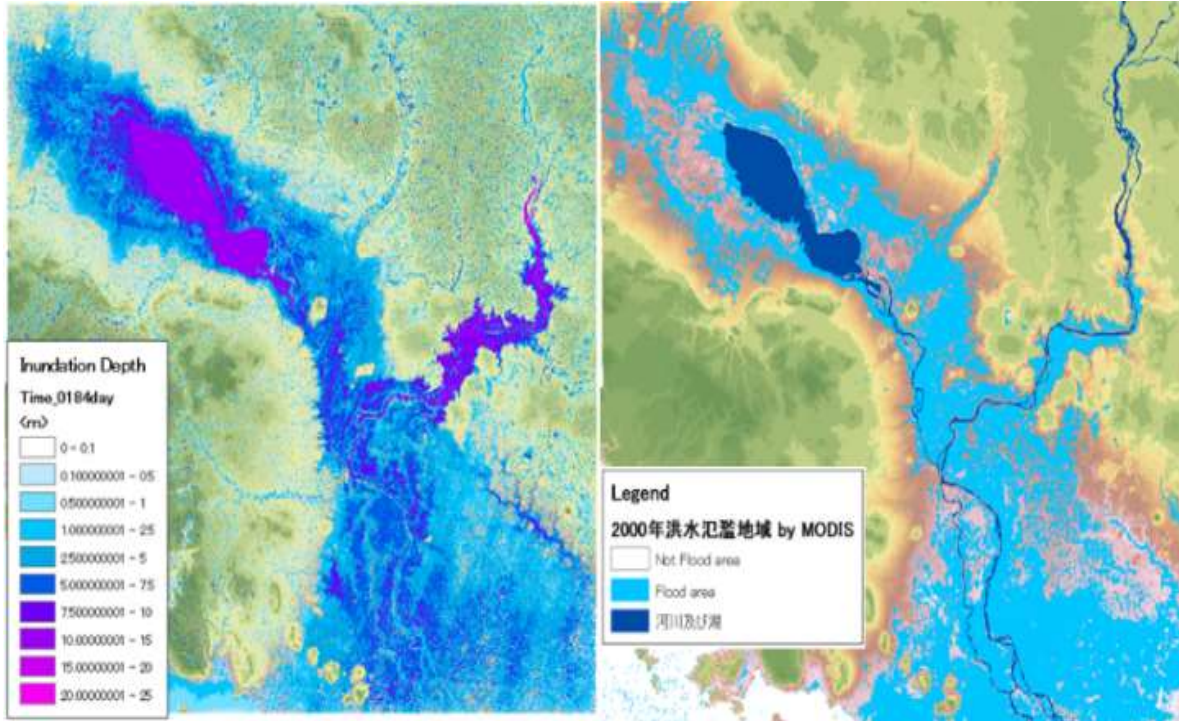 Inundation Depth
Time_0184day
(m)
0 - 0.1
0.100000001 - 0.5
0.500000001 - 1
1.000000001 - 2.5
2.500000001 - 5
5.000000001 - 7.5
7.500000001 - 10
10.00000001 - 15
15.00000001 - 20
20.00000001 - 25
Legend
2000年洪水氾濫地域 by MODIS
Not Flood area
Flood area
河川及び湖